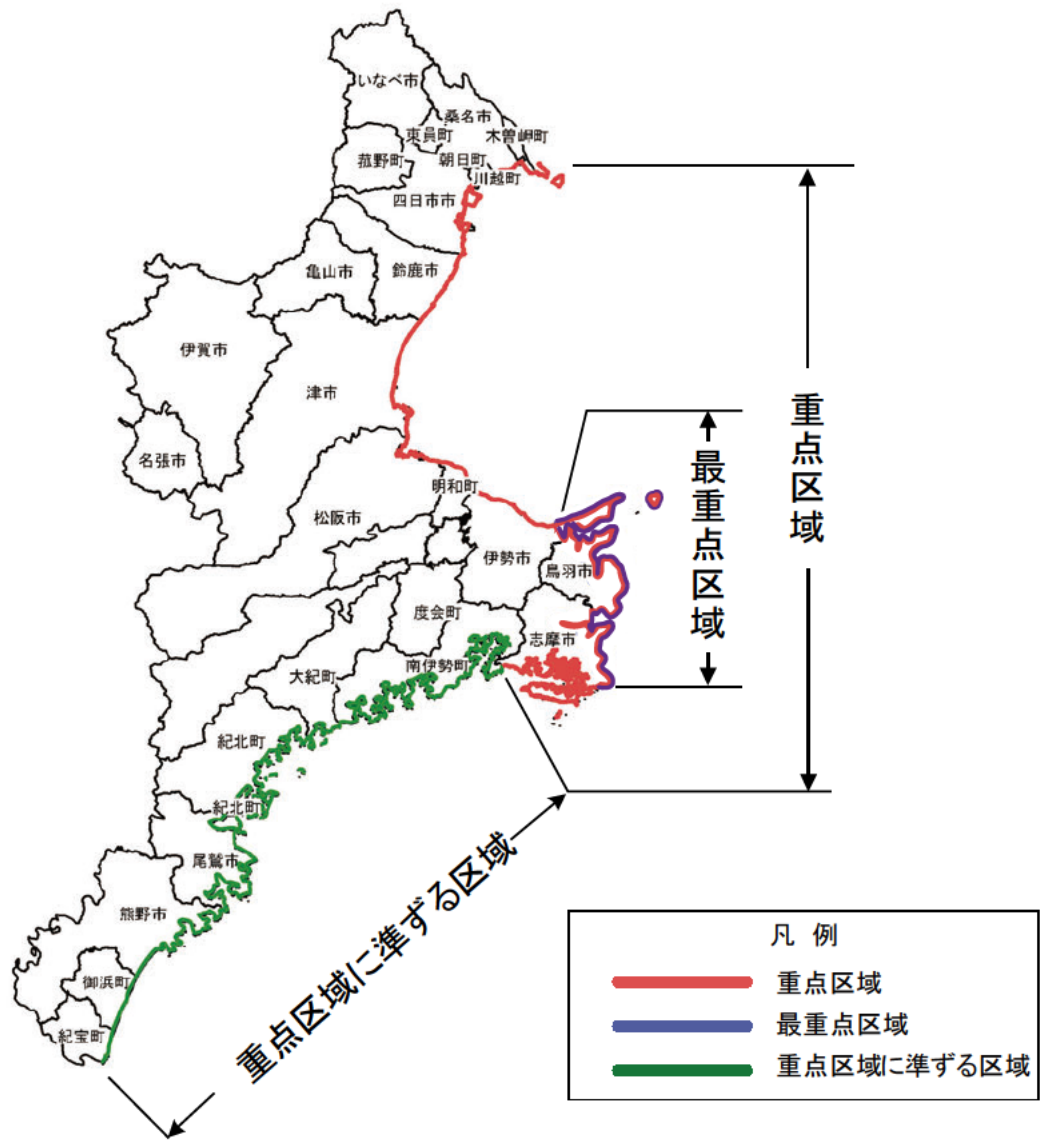 いなべ市
桑名市
東員町
木曽岬町
菰野町
朝日町
川越町
四日市市
亀山市
鈴鹿市
伊賀市
津市
名張市
明和町
松阪市
伊勢市
鳥羽市
度会町
志摩市
南伊勢町
大紀町
紀北町
紀北町
尾鷲市
熊野市
御浜町
紀宝町
重点区域
最重点区域
重点区域に準ずる区域
凡 例
重点区域
最重点区域
重点区域に準ずる区域